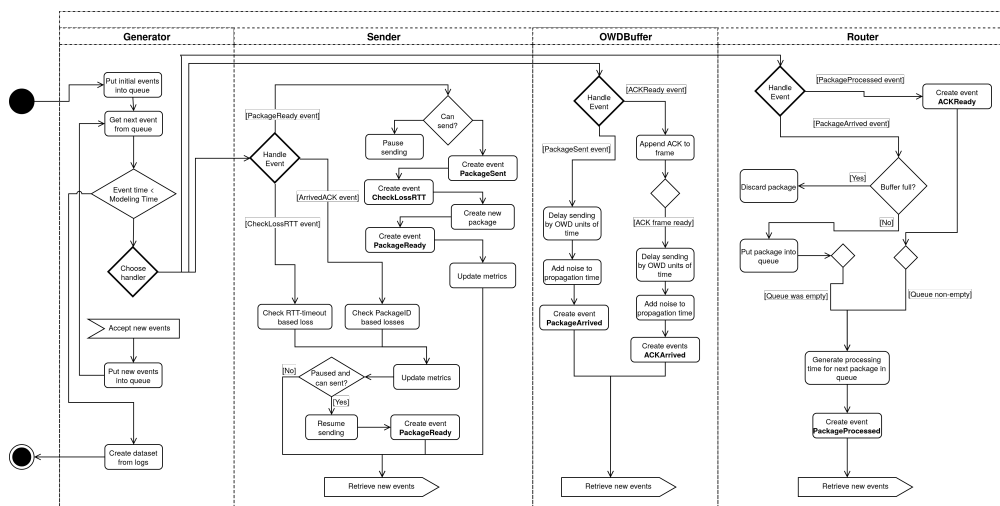 Generator
Sender
OWDBuffer
Router
Put initial events
into queue
Get next event
from queue
Event time <
Modeling Time
Choose
handler
Accept new events
Put new events
into queue
Create dataset
from logs
[PackageReady event]
Handle
Event
[ArrivedACK event]
[CheckLossRTT event]
Can
send?
Pause
sending
Create event
PackageSent
Create event
CheckLossRTT
Create new
package
Create event
PackageReady
Update metrics
Check RTT-timeout
based loss
Check PackageID
based losses
[No]
Paused and
can sent?
Update metrics
[Yes]
Resume
sending
Create event
PackageReady
Retrieve new events
Handle
Event
[ACKReady event]
[PackageSent event]
Append ACK to
frame
[ACK frame ready]
Delay sending
by OWD units of
time
Add noise to
propagation time
Create event
PackageArrived
Delay sending
by OWD units of
time
Add noise to
propagation time
Create events
ACKArrived
Retrieve new events
Handle
Event
[PackageProcessed event]
Create event
ACKReady
[PackageArrived event]
Buffer full?
[Yes]
Discard package
[No]
Put package into
queue
[Queue was empty]
[Queue non-empty]
Generate processing
time for next package in
queue
Create event
PackageProcessed
Retrieve new events